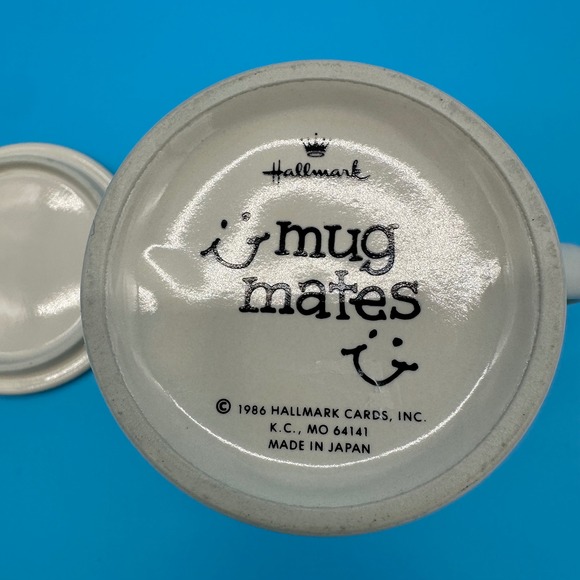 Hallmark
mug
mates
© 1986 HALLMARK CARDS, INC.
K.C., MO 64141
MADE IN JAPAN